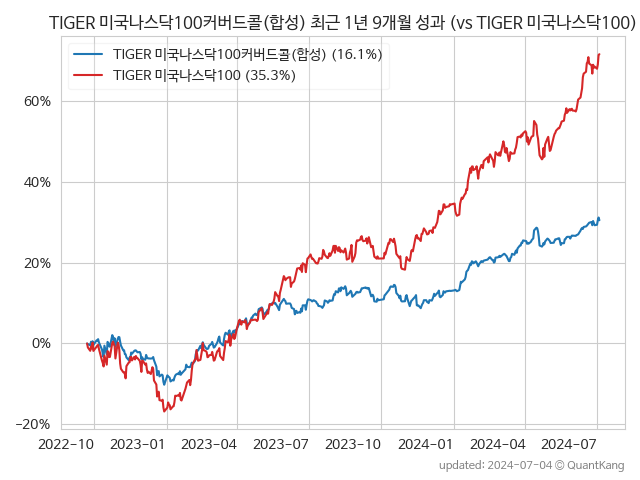 TIGER 미국나스닥100커버드콜(합성) 최근 1년 9개월 성과 (vs TIGER 미국나스닥100)
TIGER 미국나스닥100커버드콜(합성) (16.1%)
TIGER 미국나스닥100 (35.3%)
60%
40%
20%
0%
−20%
2022-10 2023-01 2023-04 2023-07 2023-10 2024-01 2024-04 2024-07
updated: 2024-07-04 © QuantKang